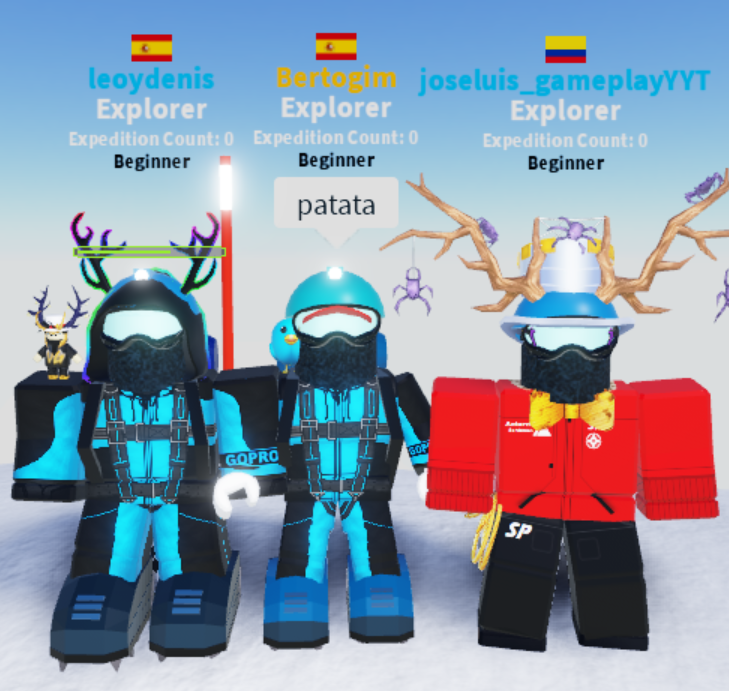 leoydenis
Explorer
Expedition Count: 0
Beginner
Bertogim
Explorer
Expedition Count: 0
Beginner
patata
joseluis_gameplayYYT
Explorer
Expedition Count: 0
Beginner
GOPRO
GOPR
SP